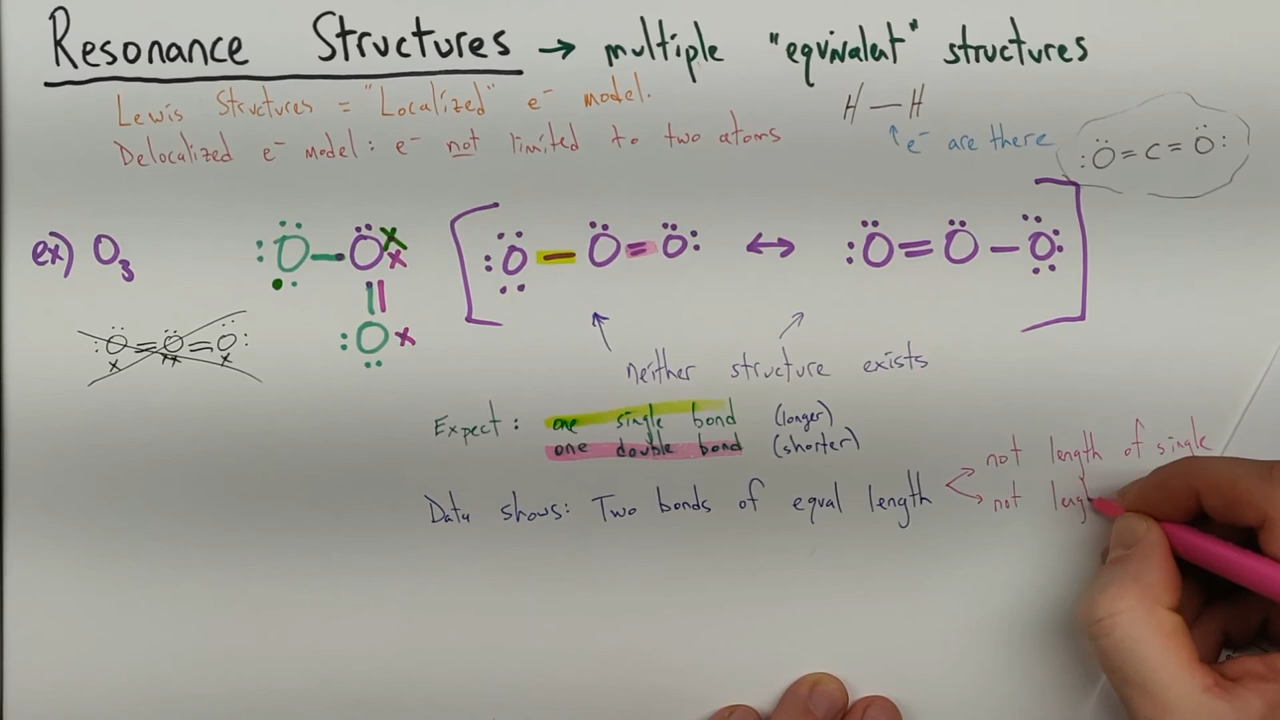 Resonance Structures → multiple "equivalat" structures
Lewis Structures = "Localized" e⁻ model.
H — H
Delocalized e⁻ model: e⁻ not limited to two atoms
e⁻ are there
:Ö=C=Ö:
ex) O₃
:Ö—Ö
:O
:Ö—Ö=Ö: ↔ :Ö=Ö—Ö:
:Ö=Ö=Ö:
neither structure exists
Expect: one single bond (longer)
one double bond (shorter)
Data shows: Two bonds of equal length
not length of single
not leng